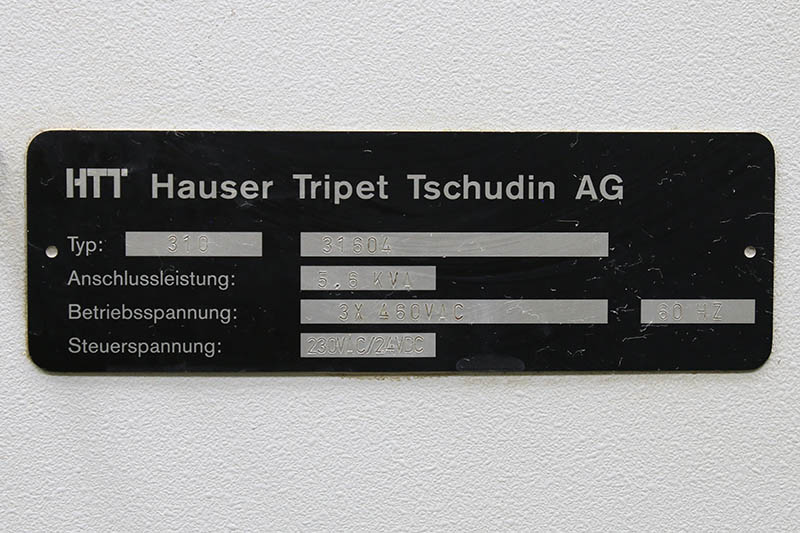 HTT Hauser Tripet Tschudin AG
Typ: 310 31604
Anschlussleistung: 5,6 KVA
Betriebsspannung: 3X 460VAC 60 HZ
Steuerspannung: 230VAC/24VDC